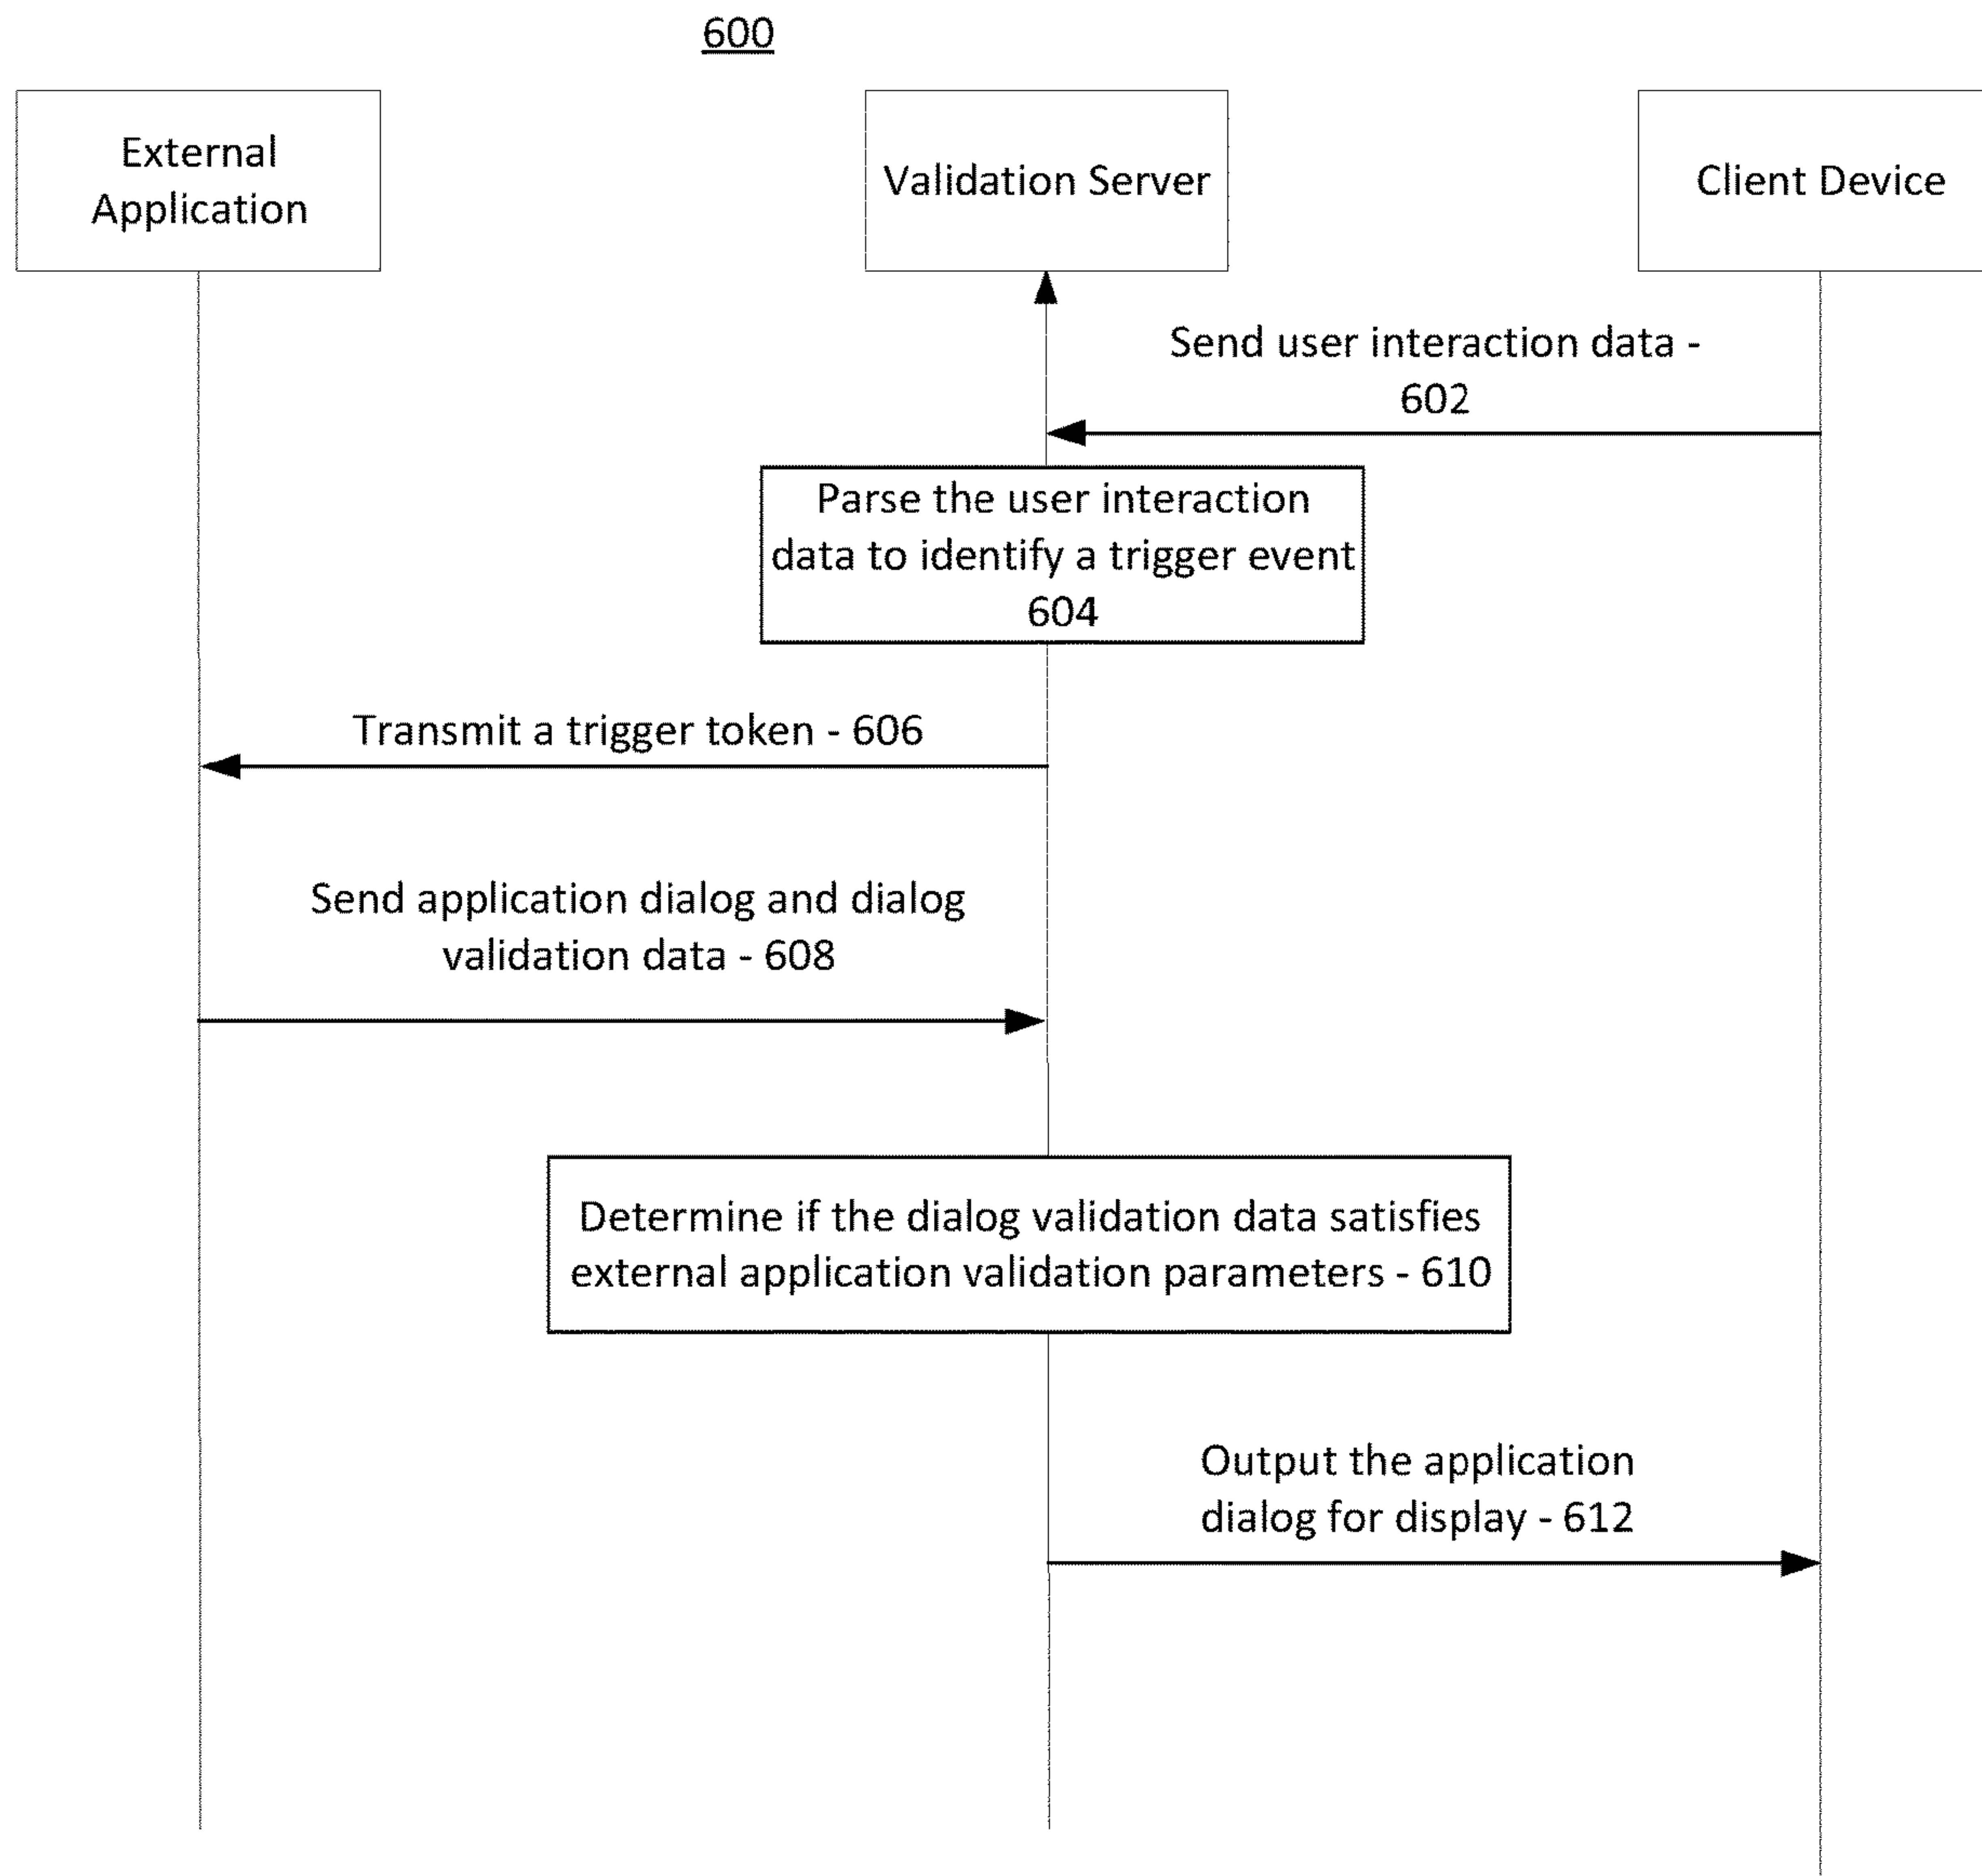 600
External
Application
Validation Server
Client Device
Send user interaction data -
602
Parse the user interaction
data to identify a trigger event
604
Transmit a trigger token - 606
Send application dialog and dialog
validation data - 608
Determine if the dialog validation data satisfies
external application validation parameters - 610
Output the application
dialog for display - 612